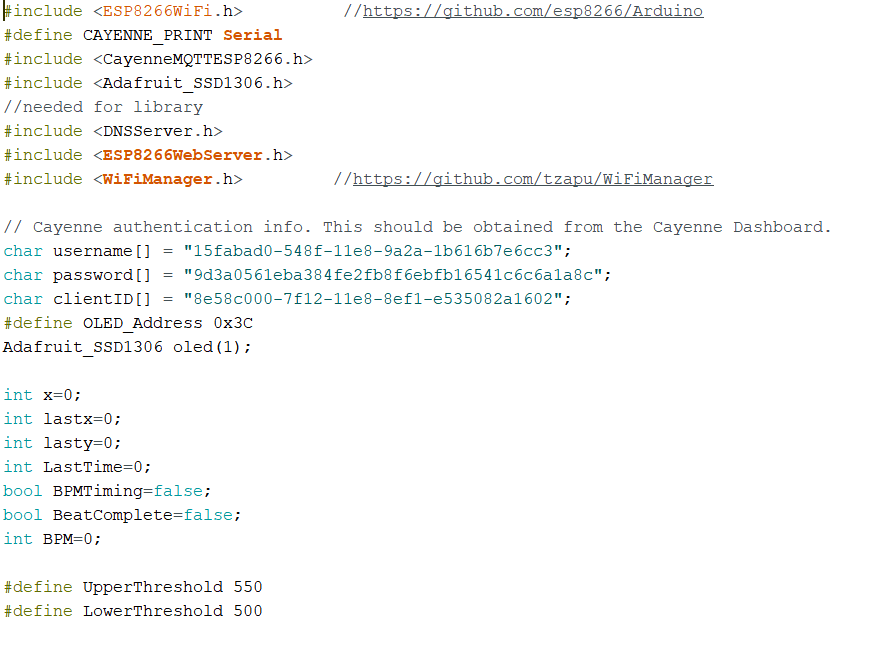 #include <ESP8266WiFi.h>          //https://github.com/esp8266/Arduino
#define CAYENNE_PRINT Serial
#include <CayenneMQTTESP8266.h>
#include <Adafruit_SSD1306.h>
//needed for library
#include <DNSServer.h>
#include <ESP8266WebServer.h>
#include <WiFiManager.h>         //https://github.com/tzapu/WiFiManager

// Cayenne authentication info. This should be obtained from the Cayenne Dashboard.
char username[] = "15fabad0-548f-11e8-9a2a-1b616b7e6cc3";
char password[] = "9d3a0561eba384fe2fb8f6ebfb16541c6c6a1a8c";
char clientID[] = "8e58c000-7f12-11e8-8ef1-e535082a1602";
#define OLED_Address 0x3C
Adafruit_SSD1306 oled(1);

int x=0;
int lastx=0;
int lasty=0;
int LastTime=0;
bool BPMTiming=false;
bool BeatComplete=false;
int BPM=0;

#define UpperThreshold 550
#define LowerThreshold 500